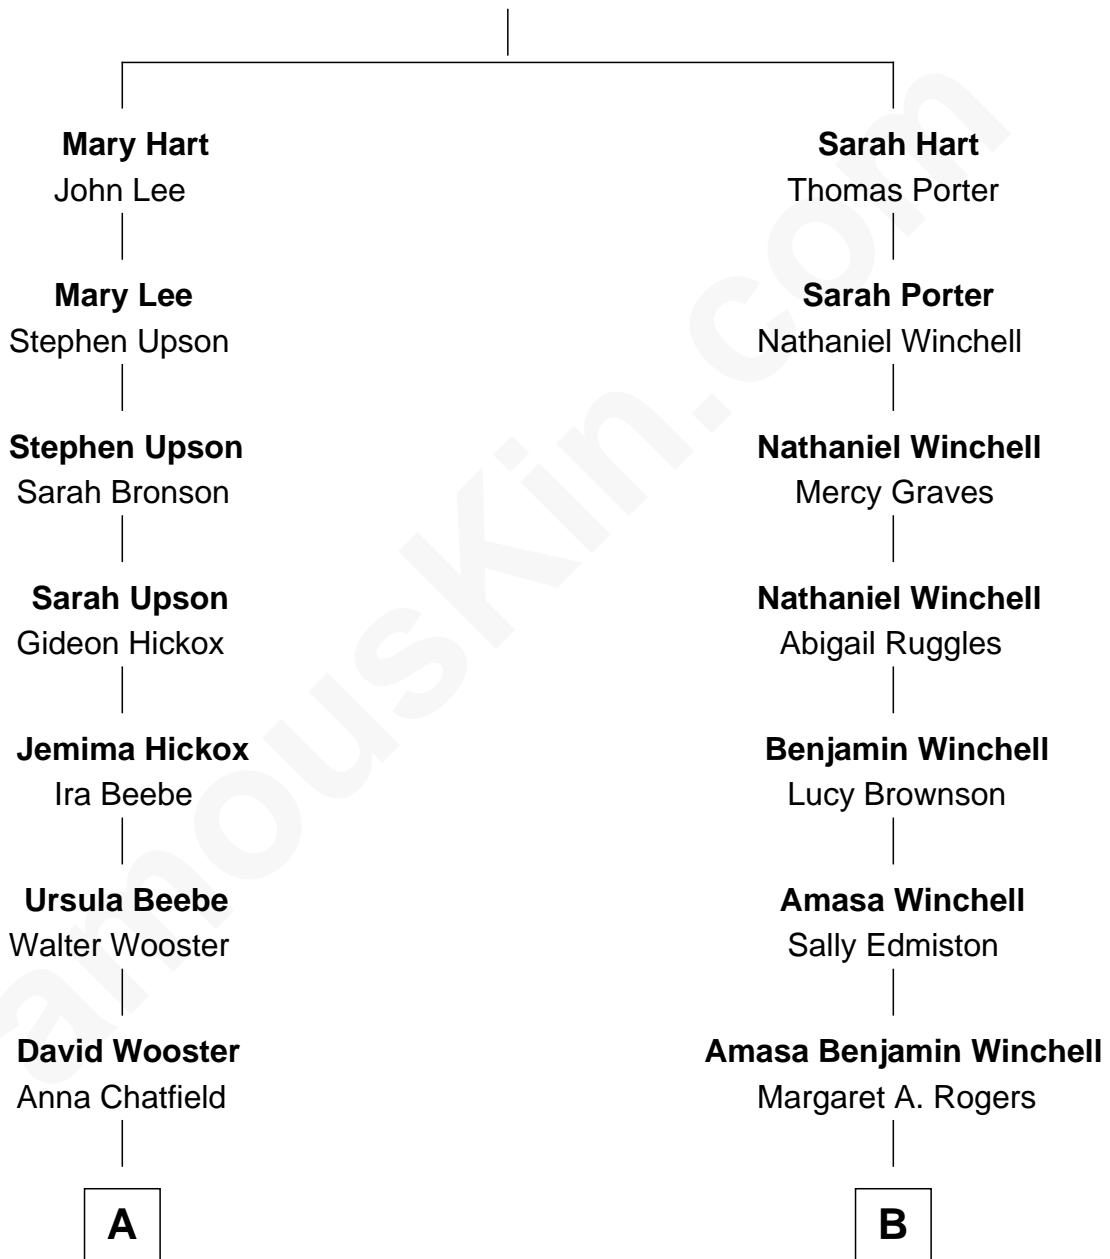 Mary Hart
John Lee
Mary Lee
Stephen Upson
Stephen Upson
Sarah Bronson
Sarah Upson
Gideon Hickox
Jemima Hickox
Ira Beebe
Ursula Beebe
Walter Wooster
David Wooster
Anna Chatfield
A
Sarah Hart
Thomas Porter
Sarah Porter
Nathaniel Winchell
Nathaniel Winchell
Mercy Graves
Nathaniel Winchell
Abigail Ruggles
Benjamin Winchell
Lucy Brownson
Amasa Winchell
Sally Edmiston
Amasa Benjamin Winchell
Margaret A. Rogers
B
amousKin.com